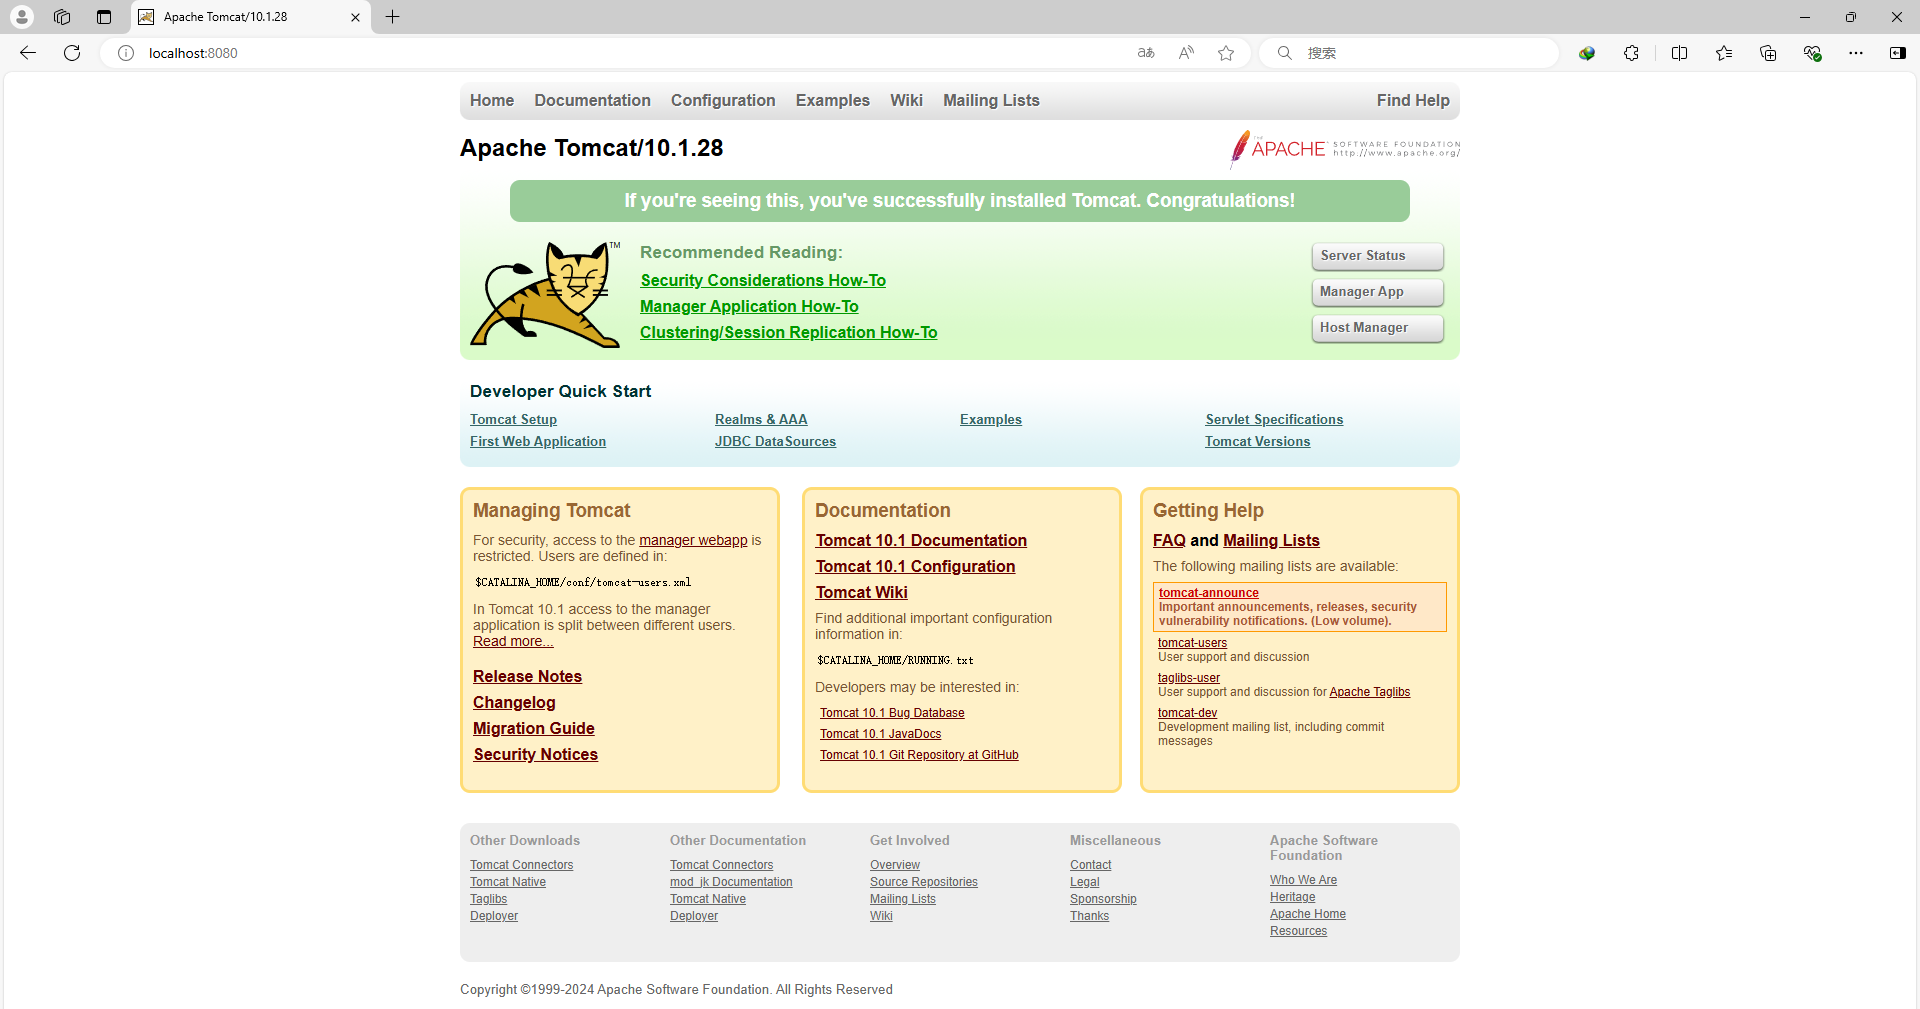 Apache Tomcat/10.1.28
localhost:8080
搜索
Home Documentation Configuration Examples Wiki Mailing Lists Find Help
Apache Tomcat/10.1.28
THE
APACHE SOFTWARE FOUNDATION
http://www.apache.org/
If you're seeing this, you've successfully installed Tomcat. Congratulations!
TM
Recommended Reading:
Security Considerations How-To
Manager Application How-To
Clustering/Session Replication How-To
Server Status
Manager App
Host Manager
Developer Quick Start
Tomcat Setup
First Web Application
Realms & AAA
JDBC DataSources
Examples
Servlet Specifications
Tomcat Versions
Managing Tomcat
For security, access to the manager webapp is
restricted. Users are defined in:
$CATALINA_HOME/conf/tomcat-users.xml
In Tomcat 10.1 access to the manager
application is split between different users.
Read more...
Release Notes
Changelog
Migration Guide
Security Notices
Documentation
Tomcat 10.1 Documentation
Tomcat 10.1 Configuration
Tomcat Wiki
Find additional important configuration
information in:
$CATALINA_HOME/RUNNING.txt
Developers may be interested in:
Tomcat 10.1 Bug Database
Tomcat 10.1 JavaDocs
Tomcat 10.1 Git Repository at GitHub
Getting Help
FAQ and Mailing Lists
The following mailing lists are available:
tomcat-announce
Important announcements, releases, security
vulnerability notifications. (Low volume).
tomcat-users
User support and discussion
taglibs-user
User support and discussion for Apache Taglibs
tomcat-dev
Development mailing list, including commit
messages
Other Downloads
Tomcat Connectors
Tomcat Native
Taglibs
Deployer
Other Documentation
Tomcat Connectors
mod_jk Documentation
Tomcat Native
Deployer
Get Involved
Overview
Source Repositories
Mailing Lists
Wiki
Miscellaneous
Contact
Legal
Sponsorship
Thanks
Apache Software
Foundation
Who We Are
Heritage
Apache Home
Resources
Copyright ©1999-2024 Apache Software Foundation. All Rights Reserved